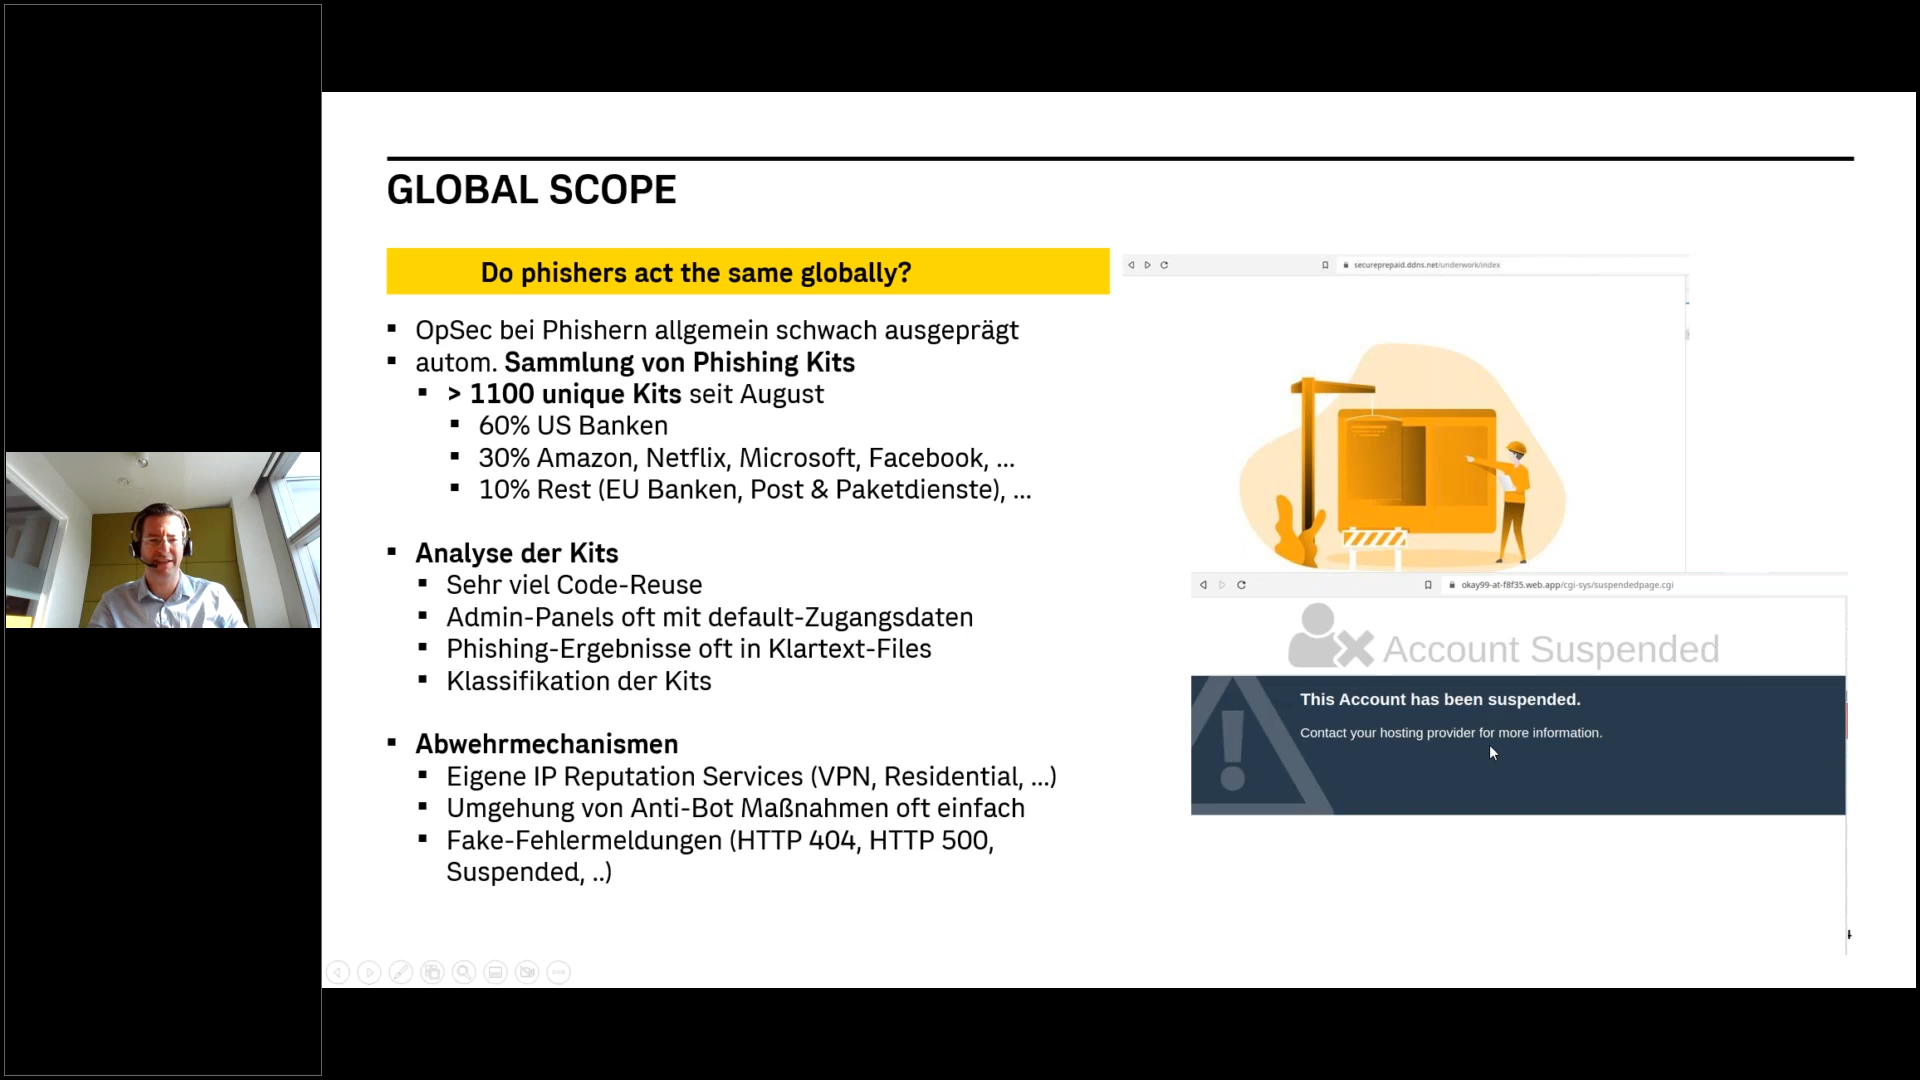 GLOBAL SCOPE
Do phishers act the same globally?
▪ OpSec bei Phishern allgemein schwach ausgeprägt
▪ autom. Sammlung von Phishing Kits
▪ > 1100 unique Kits seit August
▪ 60% US Banken
▪ 30% Amazon, Netflix, Microsoft, Facebook, ...
▪ 10% Rest (EU Banken, Post & Paketdienste), ...
▪ Analyse der Kits
▪ Sehr viel Code-Reuse
▪ Admin-Panels oft mit default-Zugangsdaten
▪ Phishing-Ergebnisse oft in Klartext-Files
▪ Klassifikation der Kits
▪ Abwehrmechanismen
▪ Eigene IP Reputation Services (VPN, Residential, ...)
▪ Umgehung von Anti-Bot Maßnahmen oft einfach
▪ Fake-Fehlermeldungen (HTTP 404, HTTP 500,
Suspended, ..)
secureprepaid.ddns.net/underwork/index
okay99-at-f8f35.web.app/cgi-sys/suspendedpage.cgi
Account Suspended
This Account has been suspended.
Contact your hosting provider for more information.